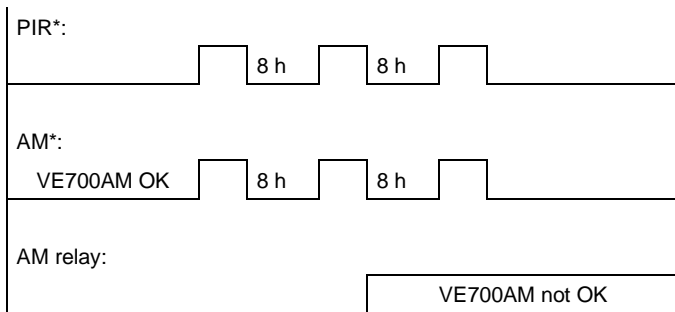 PIR*:
8 h 8 h
AM*:
VE700AM OK 8 h 8 h
AM relay:
VE700AM not OK